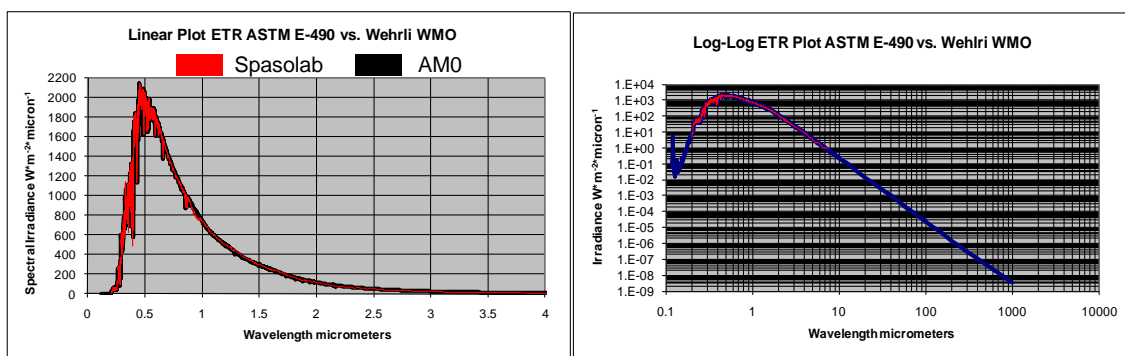 Linear Plot ETR ASTM E-490 vs. Wehrli WMO
Spasolab AM0
Spectral Irradiance W*m-2*micron-1
2200
2000
1800
1600
1400
1200
1000
800
600
400
200
0
0 0.5 1 1.5 2 2.5 3 3.5 4
Wavelength micrometers
Log-Log ETR Plot ASTM E-490 vs. Wehlri WMO
Irradiance W*m-2*micron-1
1.E+04
1.E+03
1.E+02
1.E+01
1.E+00
1.E-01
1.E-02
1.E-03
1.E-04
1.E-05
1.E-06
1.E-07
1.E-08
1.E-09
0.1 1 10 100 1000 10000
Wavelength micrometers